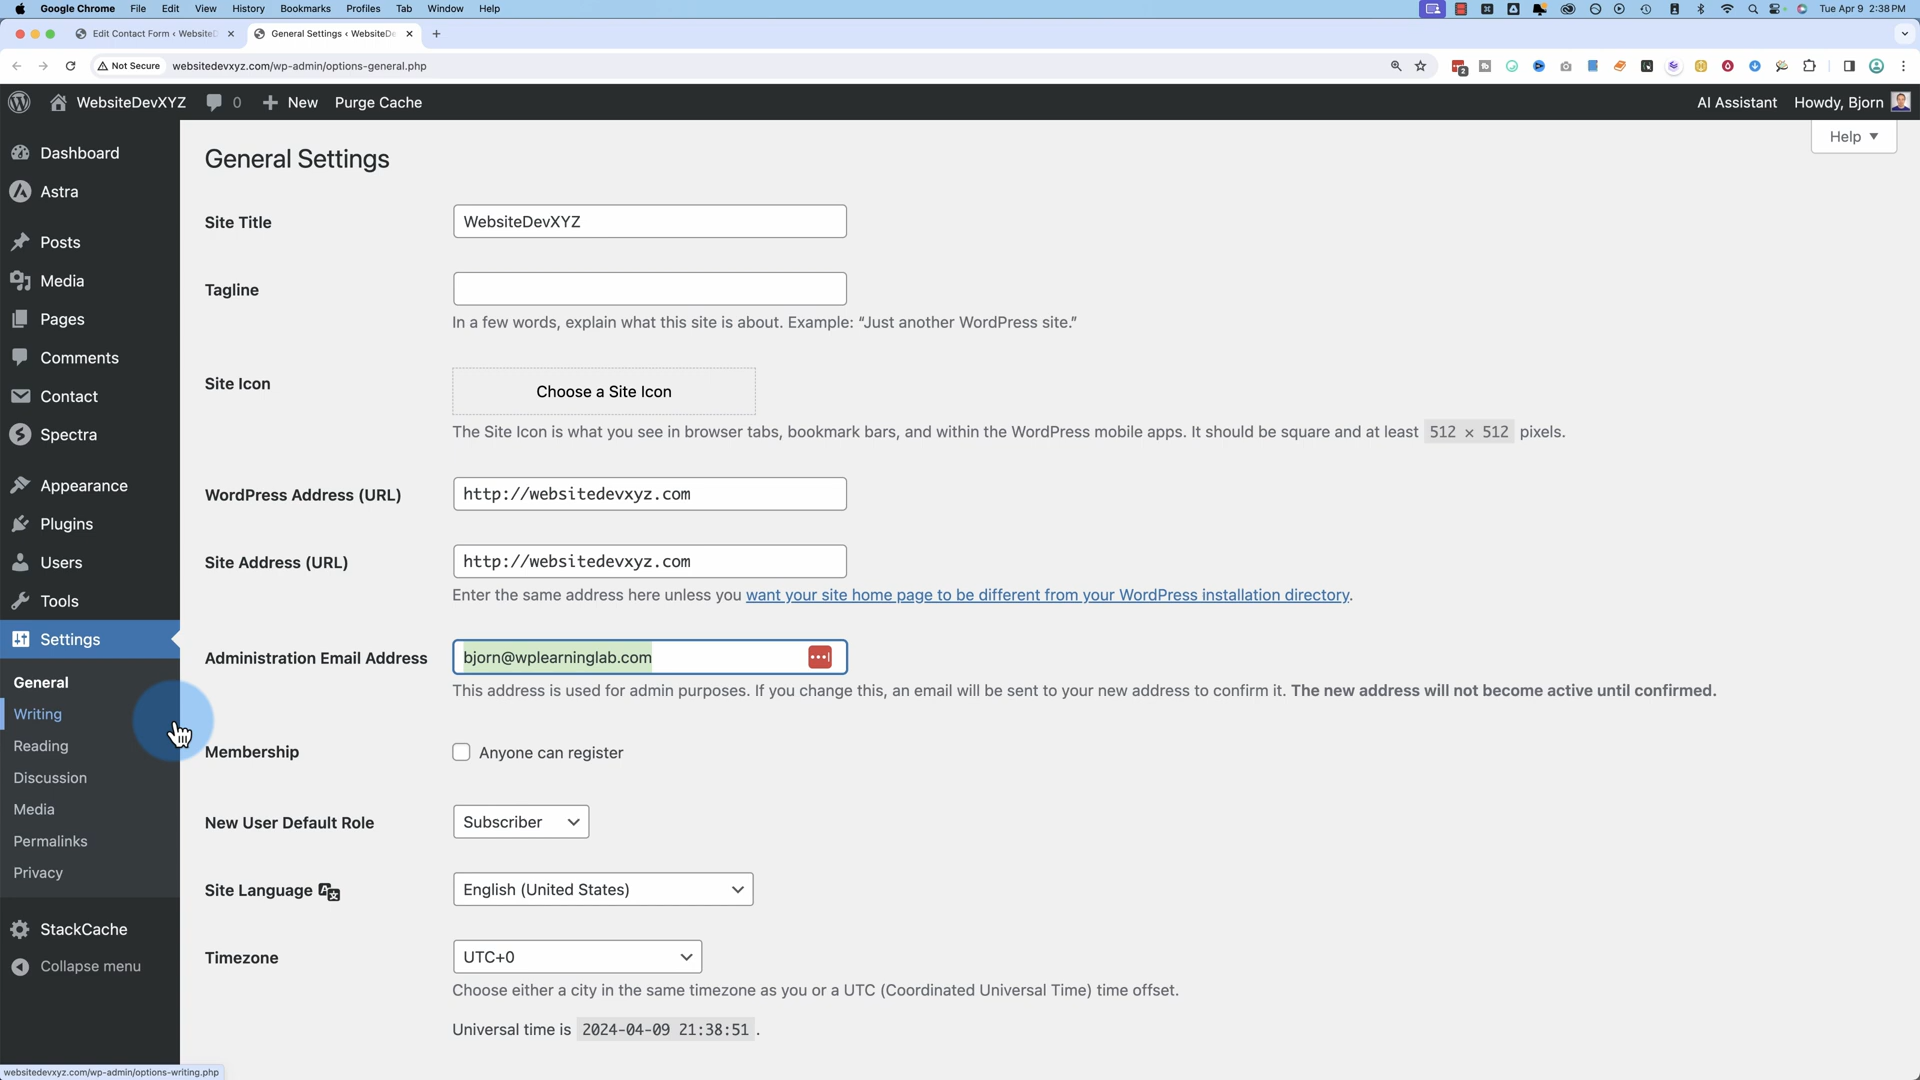 Google Chrome File Edit View History Bookmarks Profiles Tab Window Help Tue Apr 9 2:38 PM
Edit Contact Form ‹ WebsiteD General Settings ‹ WebsiteDe
Not Secure websitedevxyz.com/wp-admin/options-general.php 2
WebsiteDevXYZ 0 New Purge Cache AI Assistant Howdy, Bjorn
Help
Dashboard
Astra
Posts
Media
Pages
Comments
Contact
Spectra
Appearance
Plugins
Users
Tools
Settings
General
Writing
Reading
Discussion
Media
Permalinks
Privacy
StackCache
Collapse menu
General Settings
Site Title WebsiteDevXYZ
Tagline
In a few words, explain what this site is about. Example: “Just another WordPress site.”
Site Icon Choose a Site Icon
The Site Icon is what you see in browser tabs, bookmark bars, and within the WordPress mobile apps. It should be square and at least 512 × 512 pixels.
WordPress Address (URL) http://websitedevxyz.com
Site Address (URL) http://websitedevxyz.com
Enter the same address here unless you want your site home page to be different from your WordPress installation directory.
Administration Email Address bjorn@wplearninglab.com
This address is used for admin purposes. If you change this, an email will be sent to your new address to confirm it. The new address will not become active until confirmed.
Membership Anyone can register
New User Default Role Subscriber
Site Language English (United States)
Timezone UTC+0
Choose either a city in the same timezone as you or a UTC (Coordinated Universal Time) time offset.
Universal time is 2024-04-09 21:38:51 .
websitedevxyz.com/wp-admin/options-writing.php